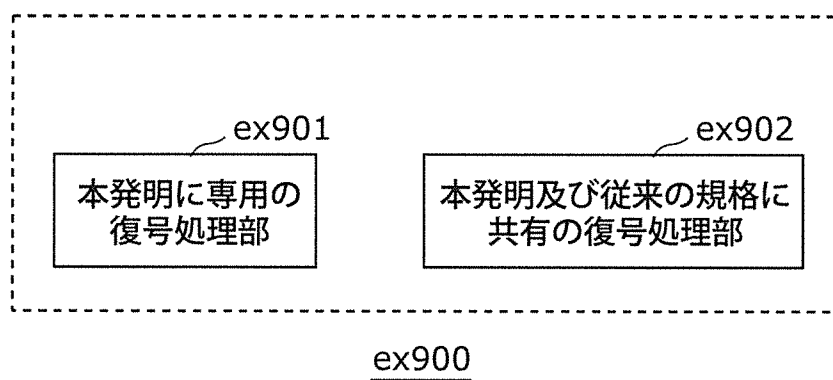 ex901
本発明に専用の
復号処理部
ex902
本発明及び従来の規格に
共有の復号処理部
ex900